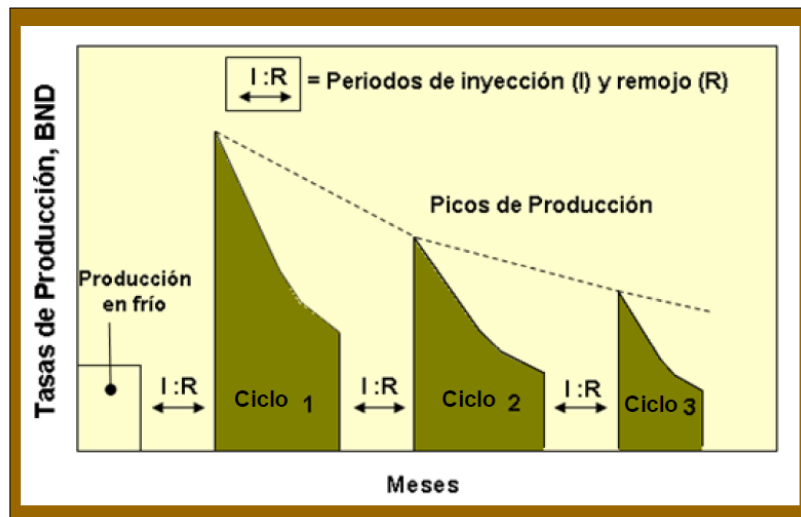 I :R = Periodos de inyección (I) y remojo (R)
Tasas de Producción, BND
Picos de Producción
Producción
en frío
I :R
Ciclo 1
I :R
Ciclo 2
I :R
Ciclo 3
Meses